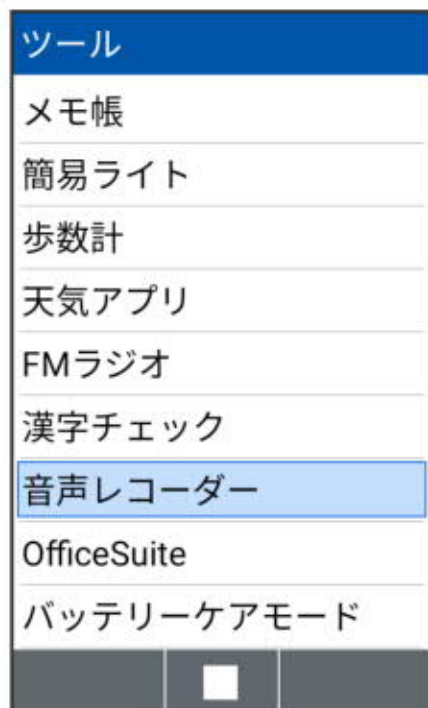 ツール
メモ帳
簡易ライト
歩数計
天気アプリ
FMラジオ
漢字チェック
音声レコーダー
OfficeSuite
バッテリーケアモード